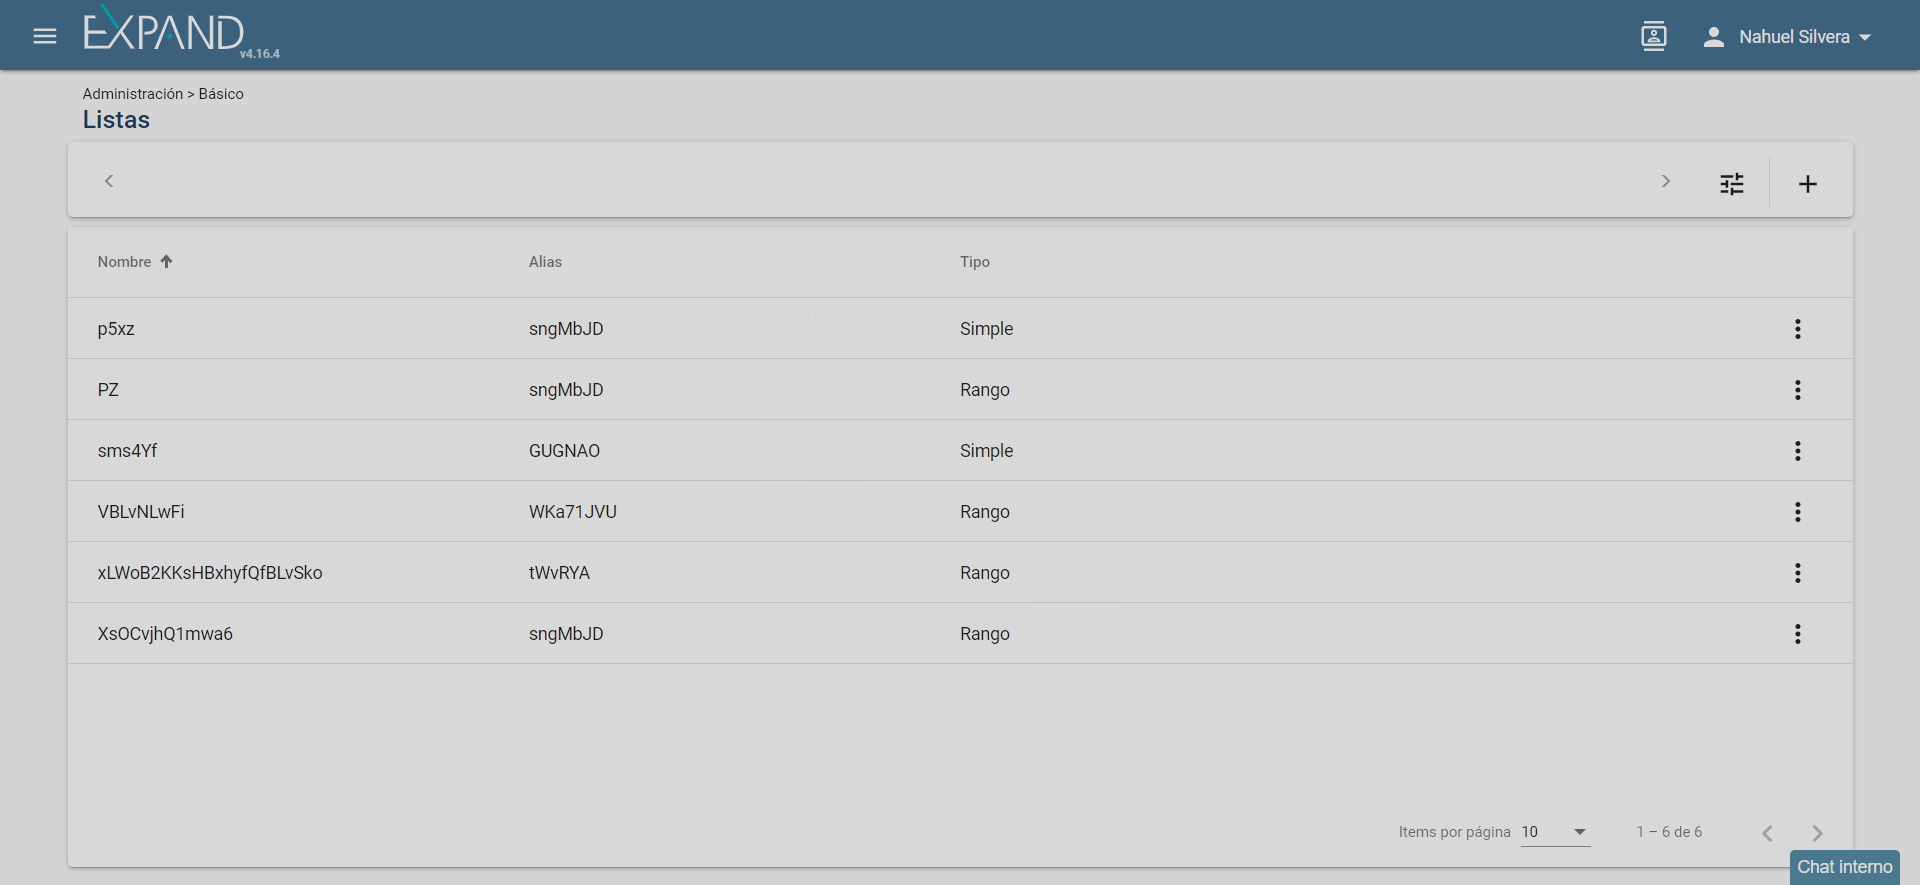 EXPAND
v4.16.4
Nahuel Silvera
Administración > Básico
Listas
Nombre Alias Tipo
p5xz sngMbJD Simple
PZ sngMbJD Rango
sms4Yf GUGNAO Simple
VBLvNLwFi WKa71JVU Rango
xLWoB2KKsHBxhyfQfBLvSko tWvRYA Rango
XsOCvjhQ1mwa6 sngMbJD Rango
Items por página 10 1 – 6 de 6
Chat interno